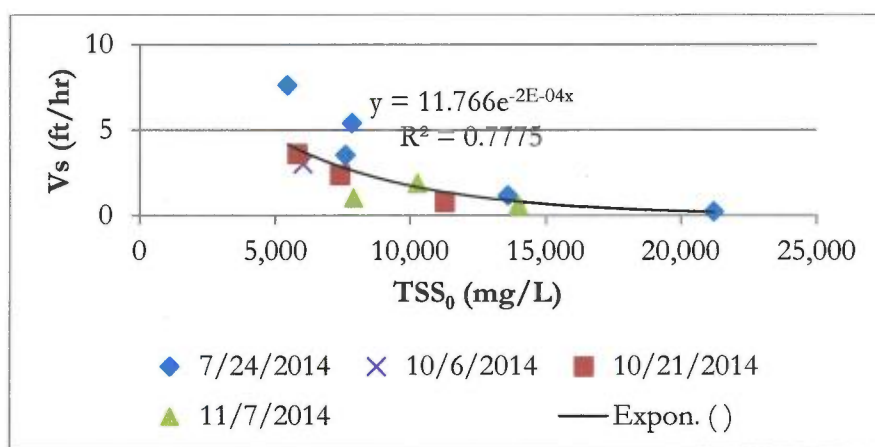 10
y = 11.766e-2E-04x
R² = 0.7775
5
0
Vs (ft/hr)
0 5,000 10,000 15,000 20,000 25,000
TSS₀ (mg/L)
7/24/2014 10/6/2014 10/21/2014
11/7/2014 Expon. ( )